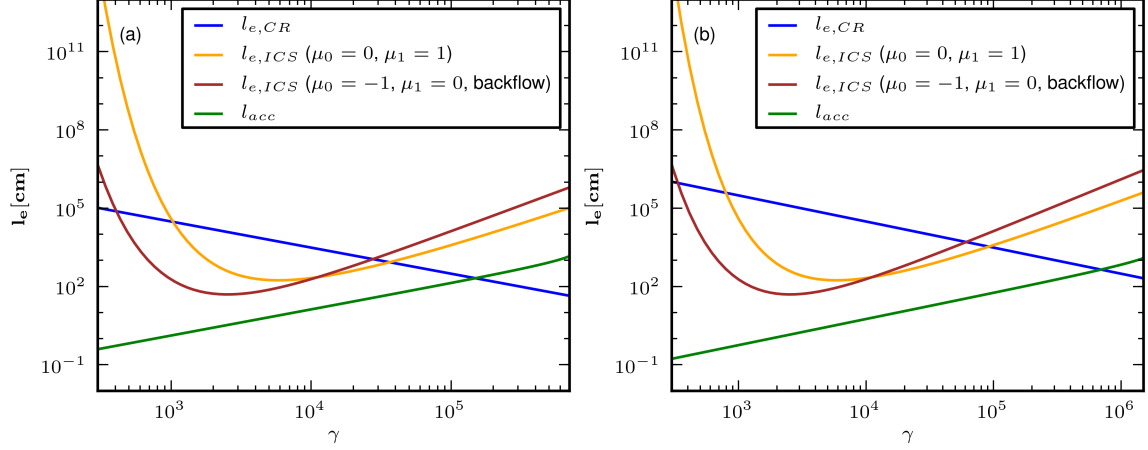 (a)
l_{e,CR}
l_{e,ICS} (μ_0 = 0, μ_1 = 1)
l_{e,ICS} (μ_0 = −1, μ_1 = 0, backflow)
l_{acc}
10^{11}
10^8
10^5
10^2
10^{−1}
l_e[cm]
10^3
10^4
10^5
γ
(b)
l_{e,CR}
l_{e,ICS} (μ_0 = 0, μ_1 = 1)
l_{e,ICS} (μ_0 = −1, μ_1 = 0, backflow)
l_{acc}
10^{11}
10^8
10^5
10^2
10^{−1}
l_e[cm]
10^3
10^4
10^5
10^6
γ